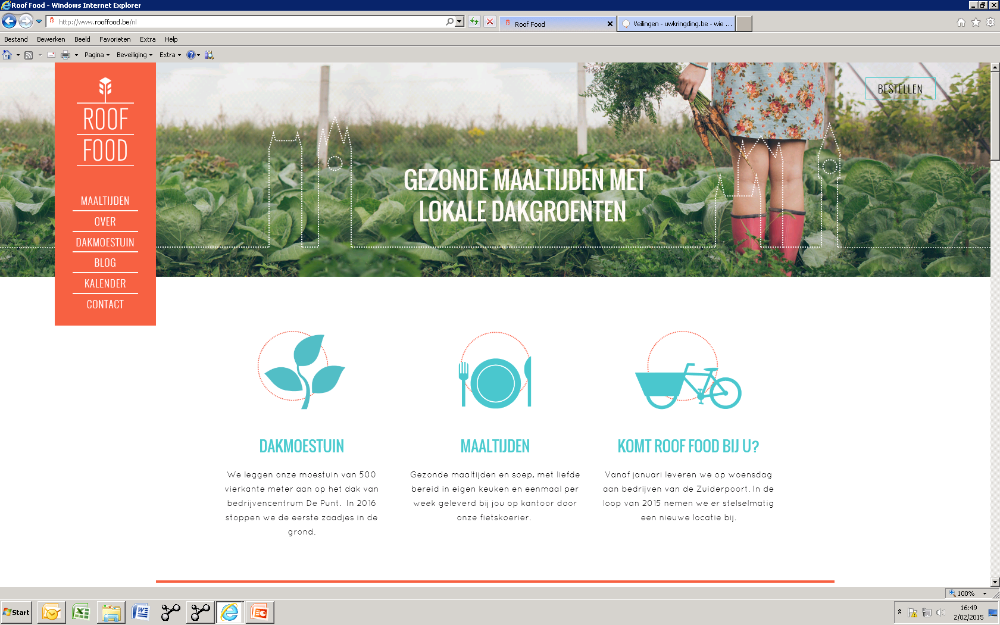 Roof Food - Windows Internet Explorer
http://www.rooffood.be/nl
Roof Food
Veilingen - uwkringding.be - wie ...
Bestand Bewerken Beeld Favorieten Extra Help
Pagina Beveiliging Extra
ROOF
FOOD
MAALTIJDEN
OVER
DAKMOESTUIN
BLOG
KALENDER
CONTACT
BESTELLEN
GEZONDE MAALTIJDEN MET
LOKALE DAKGROENTEN
DAKMOESTUIN
We leggen onze moestuin van 500
vierkante meter aan op het dak van
bedrijvencentrum De Punt. In 2016
stoppen we de eerste zaadjes in de
grond.
MAALTIJDEN
Gezonde maaltijden en soep, met liefde
bereid in eigen keuken en eenmaal per
week geleverd bij jou op kantoor door
onze fietskoerier.
KOMT ROOF FOOD BIJ U?
Vanaf januari leveren we op woensdag
aan bedrijven van de Zuiderpoort. In de
loop van 2015 nemen we er stelselmatig
een nieuwe locatie bij.
100%
Start
16:49
2/02/2015